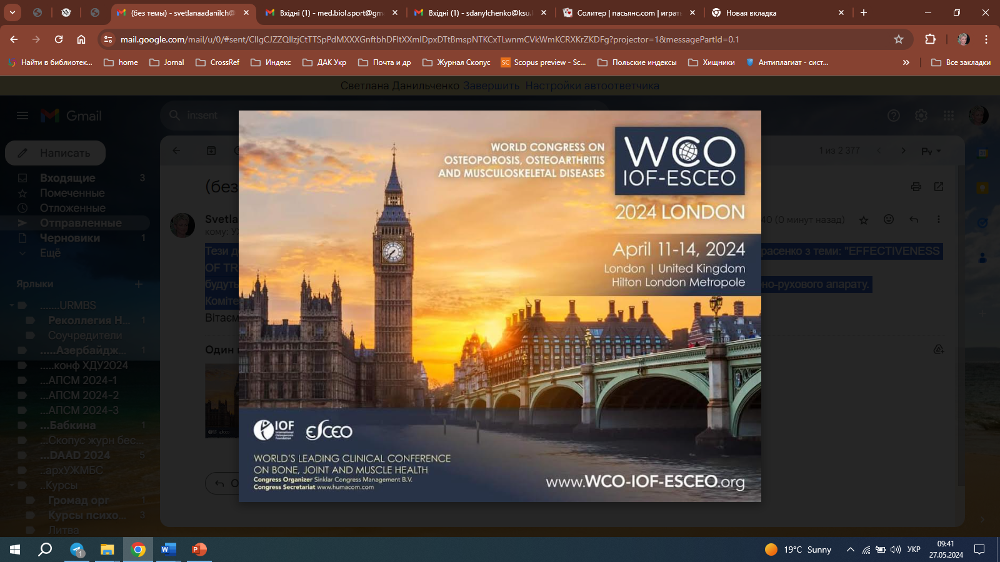 (без темы) - svetlanaadanilch@
Вхідні (1) - med.biol.sport@gm
Вхідні (1) - sdanylchenko@ksu.
Солитер | пасьянс.com | играть
Новая вкладка
mail.google.com/mail/u/0/#sent/
?projector=1&messagePartId=0.1
Найти в библиотек...
home
Jornal
CrossRef
Индекс
ДАК Укр
Почта и др
Журнал Скопус
SC Scopus preview - Sc...
Польские индексы
Хищники
Антиплагиат - сист...
Все закладки
Светлана Данильченко Завершить Настройки автоответчика
Gmail
in:sent
Написать
1 из 2 377
Ру
Входящие 3
Помеченные
Отложенные
Отправленные
Черновики 1
Ещё
Ярлыки
.......URMBS
Реколлегия Н... 1
Соучредители
.....Азербайдж... 1
.....конф ХДУ2024
...АПСМ 2024-1
...АПСМ 2024-2
...АПСМ 2024-3
...Бабкина 1
...Скопус журн бес...
...DAAD 2024 5
..архУЖМБС
..Курсы
Громад орг 1
Курсы психо... 3
Литва
(без
Svetla
40 (0 минут назад)
кому:
Тези
расенко з теми: "EFFECTIVENESS
OF TR
будуть
но-рухового апарату.
Коміте
Вітаєм
Один
WORLD CONGRESS ON
OSTEOPOROSIS, OSTEOARTHRITIS
AND MUSCULOSKELETAL DISEASES
WCO
IOF-ESCEO
2024 LONDON
April 11-14, 2024
London | United Kingdom
Hilton London Metropole
IOF
International
Osteoporosis
Foundation
ESCEO
WORLD'S LEADING CLINICAL CONFERENCE
ON BONE, JOINT AND MUSCLE HEALTH
Congress Organizer Sinklar Congress Management B.V.
Congress Secretariat www.humacom.com
www.WCO-IOF-ESCEO.org
1
19°C Sunny
УКР
09:41
27.05.2024